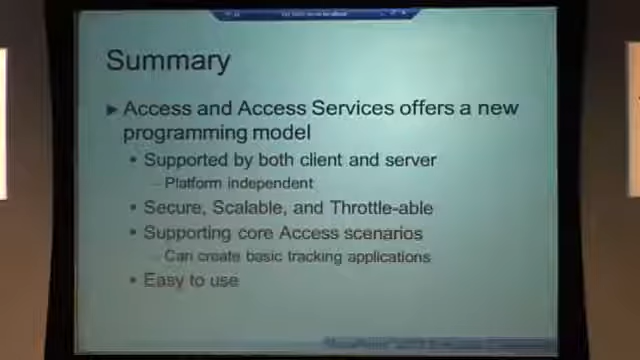 Summary
Access and Access Services offers a new
programming model
Supported by both client and server
Platform independent
Secure, Scalable, and Throttle-able
Supporting core Access scenarios
Can create basic tracking applications
Easy to use